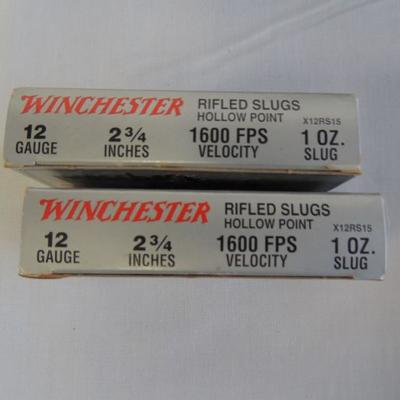 WINCHESTER RIFLED SLUGS
HOLLOW POINT X12RS15
12 2 3/4 1600 FPS 1 OZ.
GAUGE INCHES VELOCITY SLUG
WINCHESTER RIFLED SLUGS
HOLLOW POINT X12RS15
12 2 3/4 1600 FPS 1 OZ.
GAUGE INCHES VELOCITY SLUG